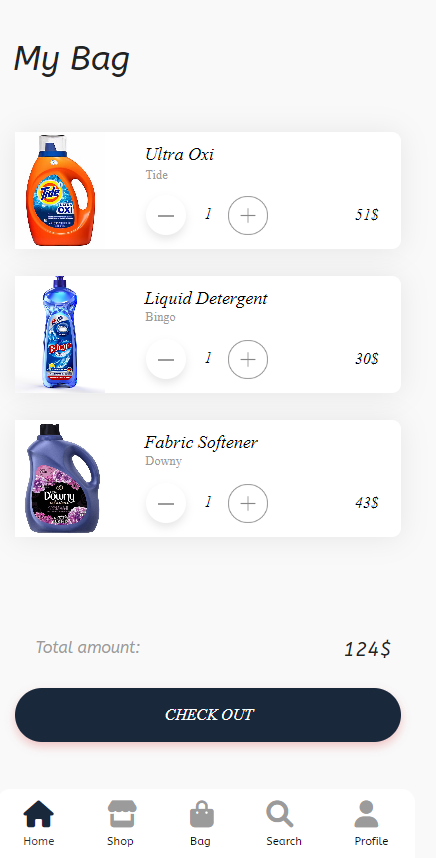 My Bag
Tide
ULTRA
OXI
Ultra Oxi
Tide
1
51$
Bingo
Liquid Detergent
Bingo
1
30$
Downy
Fabric Softener
Downy
1
43$
Total amount:
124$
CHECK OUT
Home
Shop
Bag
Search
Profile